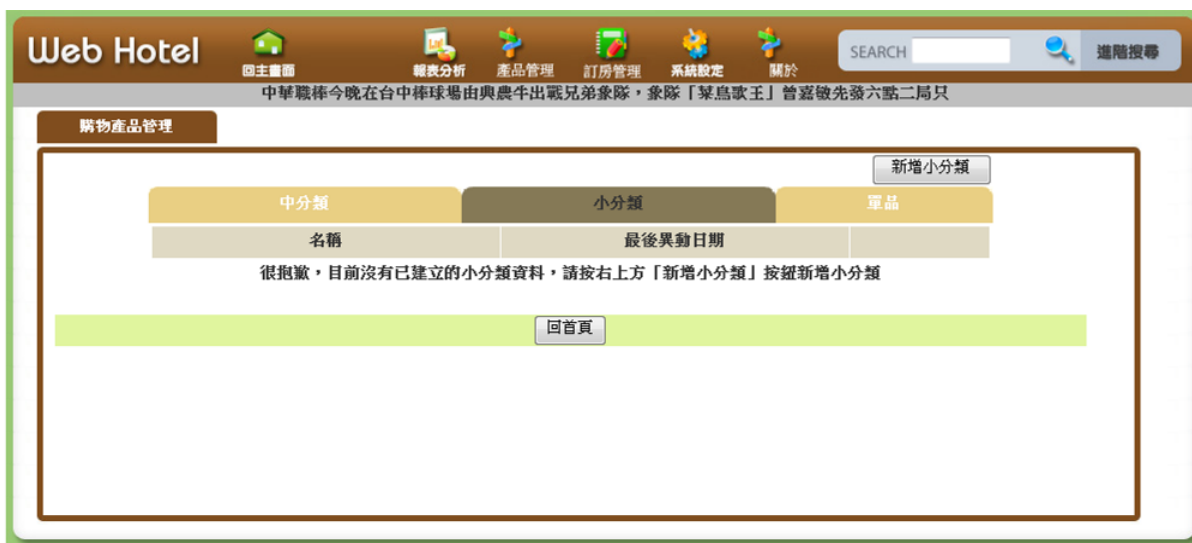 Web Hotel
回主畫面
報表分析
產品管理
訂房管理
系統設定
關於
SEARCH
進階搜尋
中華職棒今晚在台中棒球場由興農牛出戰兄弟象隊，象隊「菜鳥歌王」曾嘉敏先發六點二局只
購物產品管理
新增小分類
中分類
小分類
單品
名稱
最後異動日期
很抱歉，目前沒有已建立的小分類資料，請按右上方「新增小分類」按鈕新增小分類
回首頁